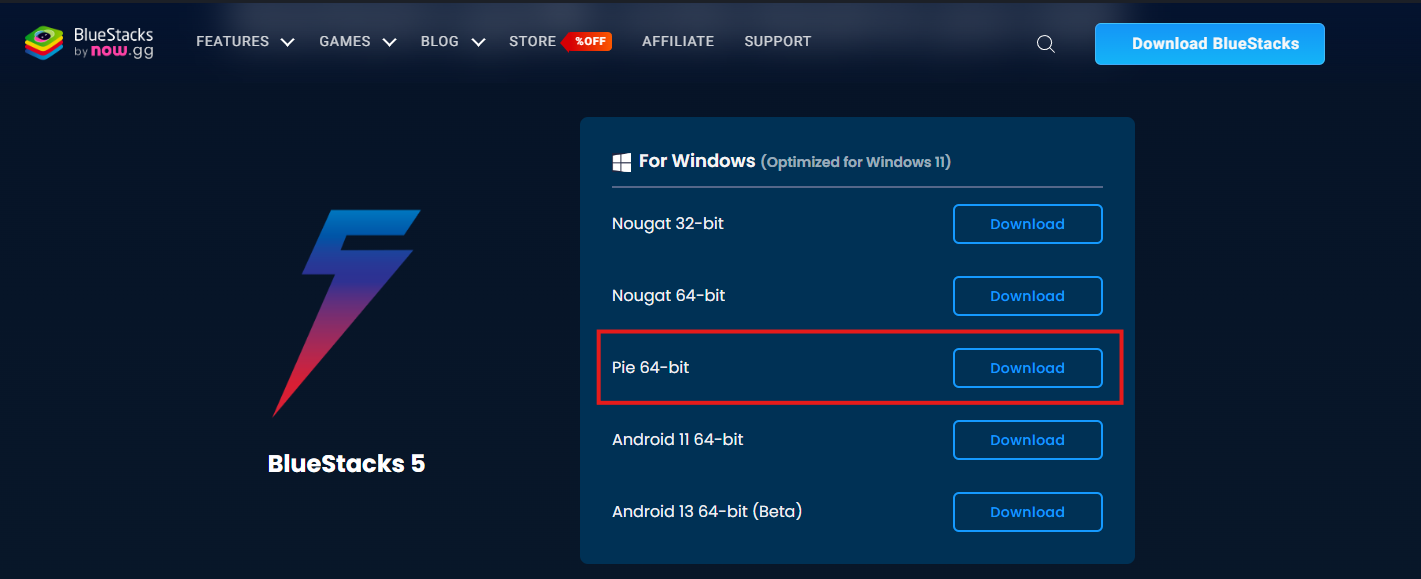 BlueStacks
by now.gg
FEATURES
GAMES
BLOG
STORE
%OFF
AFFILIATE
SUPPORT
Download BlueStacks
For Windows (Optimized for Windows 11)
Nougat 32-bit Download
Nougat 64-bit Download
Pie 64-bit Download
Android 11 64-bit Download
Android 13 64-bit (Beta) Download
BlueStacks 5